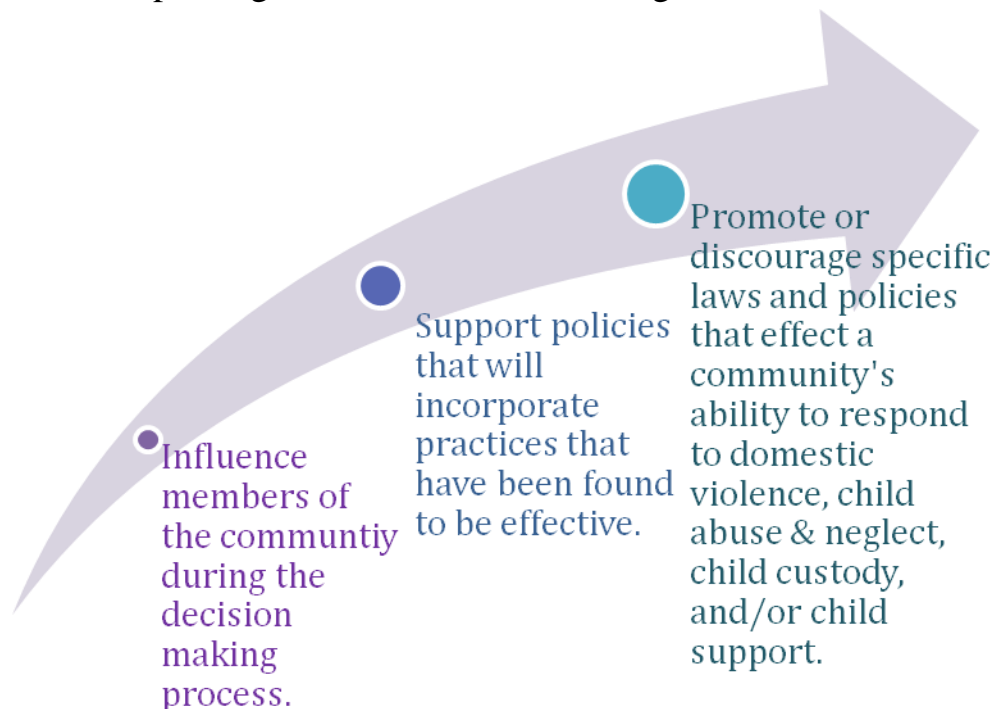 Influence
members of
the communtiy
during the
decision
making
process.
Support policies
that will
incorporate
practices that
have been found
to be effective.
Promote or
discourage specific
laws and policies
that effect a
community's
ability to respond
to domestic
violence, child
abuse & neglect,
child custody,
and/or child
support.